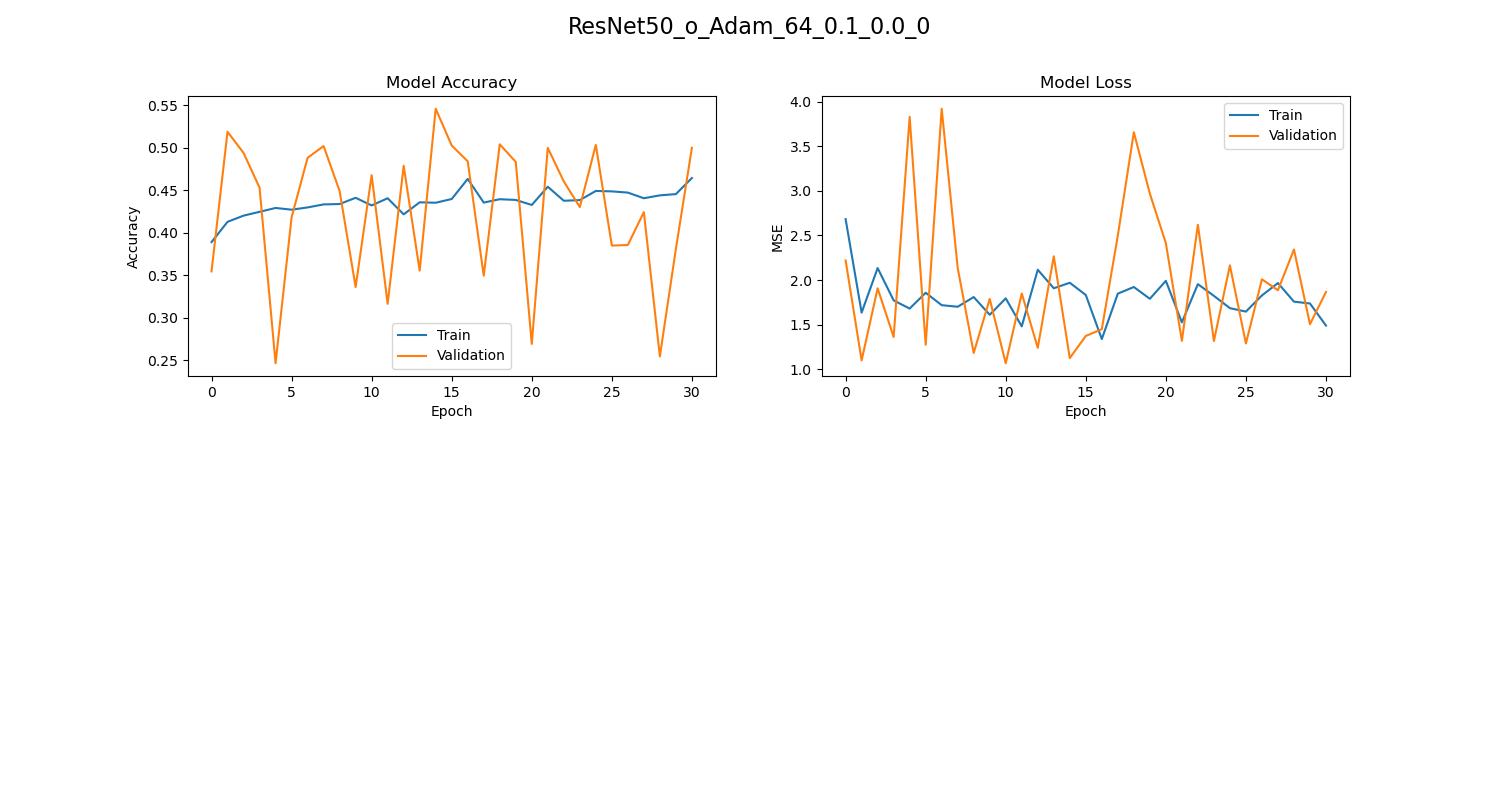 ResNet50_o_Adam_64_0.1_0.0_0
Model Accuracy
0.55
0.50
0.45
0.40
0.35
0.30
0.25
Accuracy
Train
Validation
0 5 10 15 20 25 30
Epoch
Model Loss
4.0
3.5
3.0
2.5
2.0
1.5
1.0
MSE
Train
Validation
0 5 10 15 20 25 30
Epoch